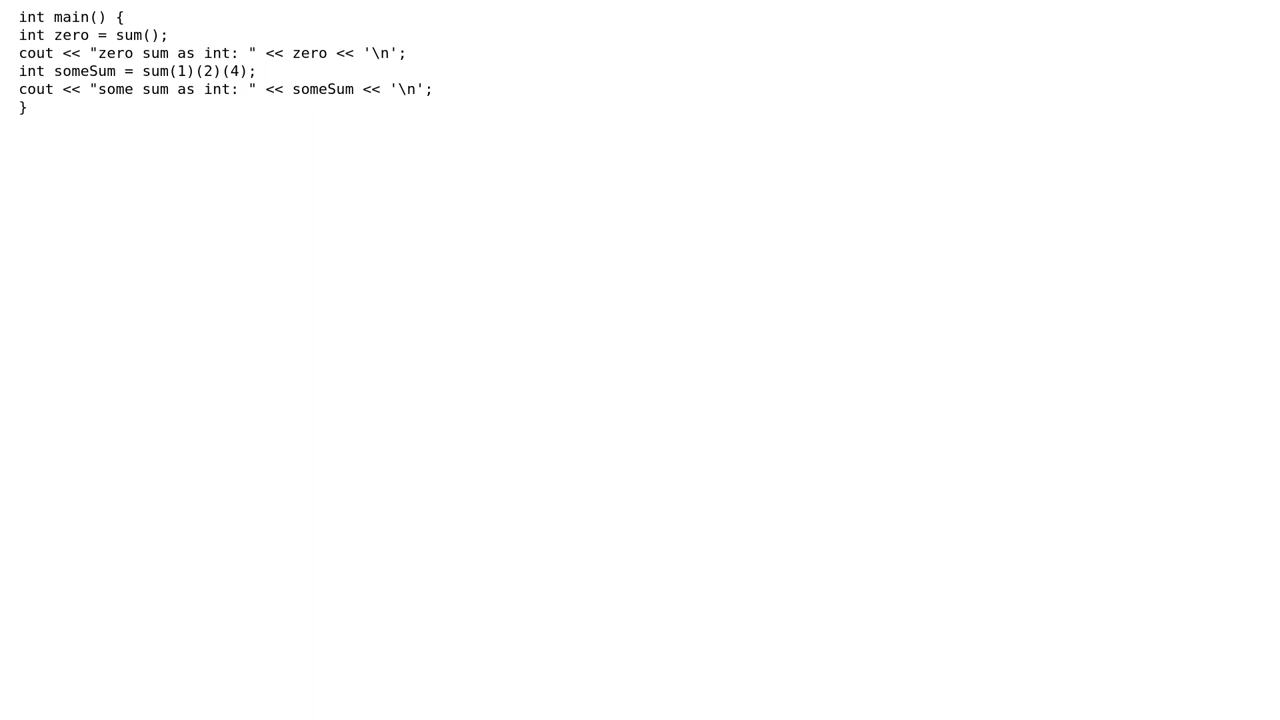 int main() {
int zero = sum();
cout << "zero sum as int: " << zero << '\n';
int someSum = sum(1)(2)(4);
cout << "some sum as int: " << someSum << '\n';
}